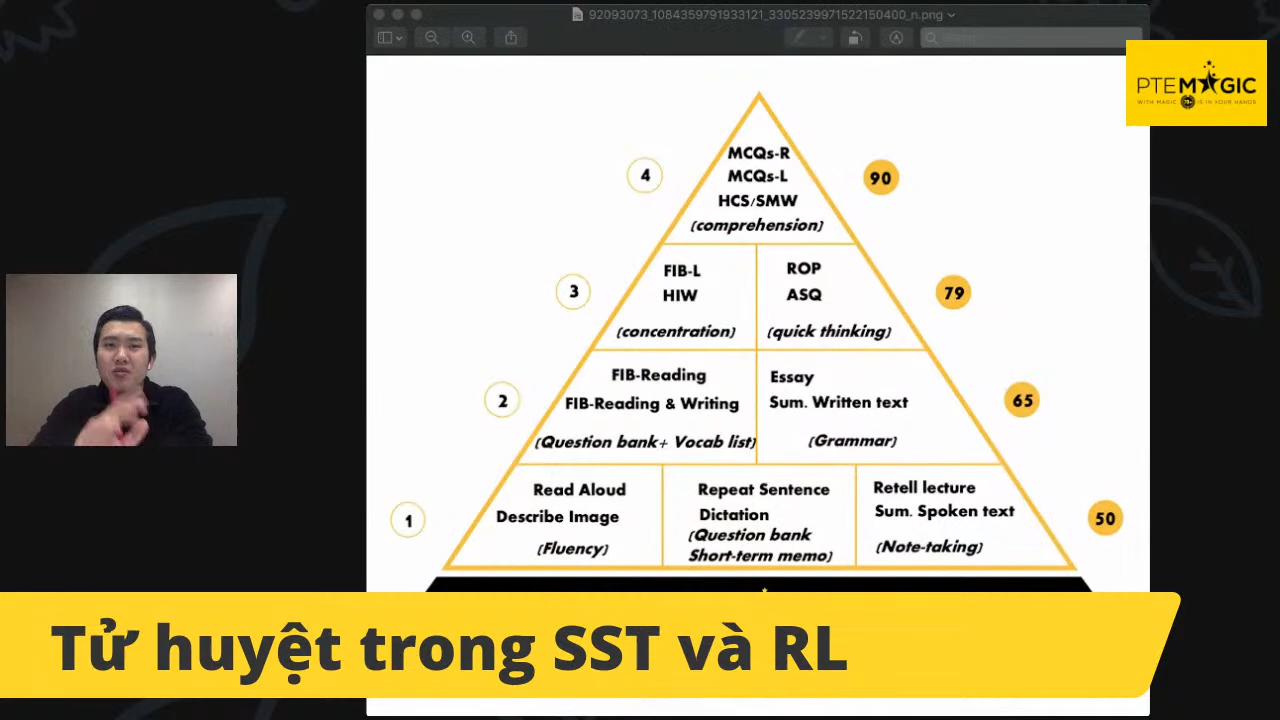 92093073_1084359791933121_3305239971522150400_n.png
PTEMAGIC
WITH MAGIC 79+ IS IN YOUR HANDS
4
MCQs-R
MCQs-L
HCS/SMW
(comprehension)
90
3
FIB-L
HIW
(concentration)
ROP
ASQ
(quick thinking)
79
2
FIB-Reading
FIB-Reading & Writing
(Question bank+ Vocab list)
Essay
Sum. Written text
(Grammar)
65
1
Read Aloud
Describe Image
(Fluency)
Repeat Sentence
Dictation
(Question bank
Short-term memo)
Retell lecture
Sum. Spoken text
(Note-taking)
50
Tử huyệt trong SST và RL